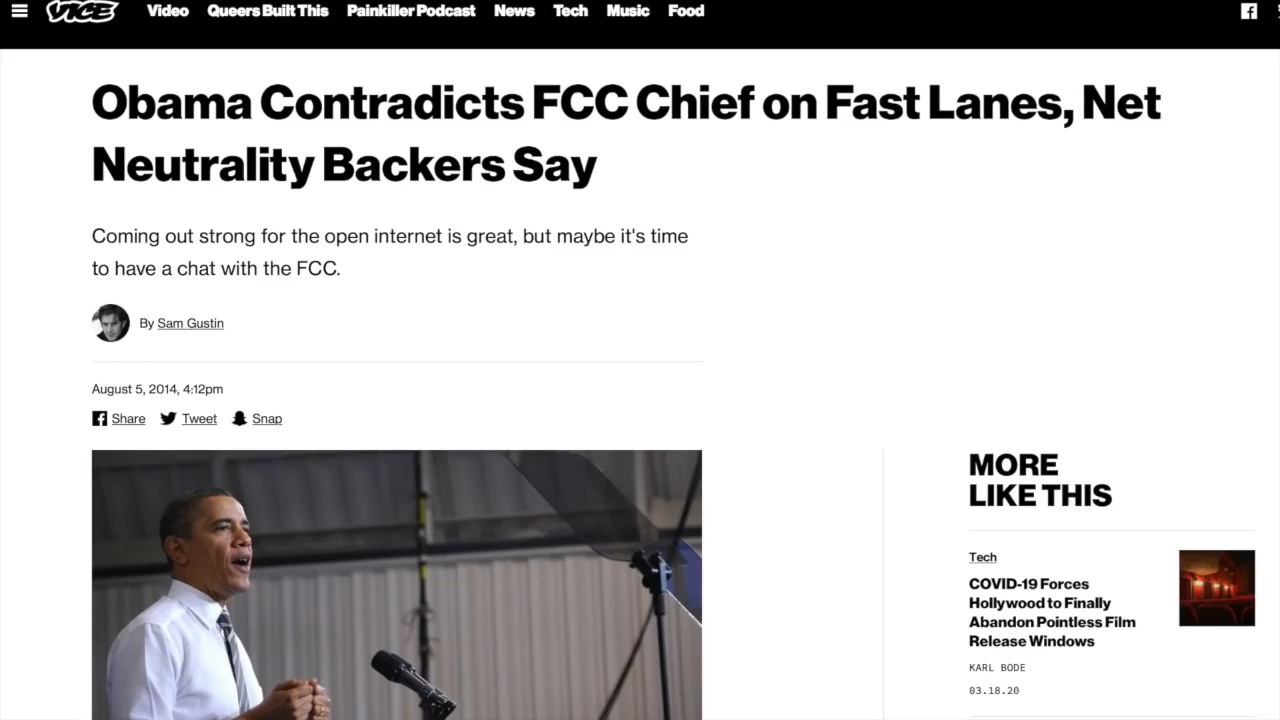 VICE Video Queers Built This Painkiller Podcast News Tech Music Food
Obama Contradicts FCC Chief on Fast Lanes, Net
Neutrality Backers Say
Coming out strong for the open internet is great, but maybe it's time
to have a chat with the FCC.
By Sam Gustin
August 5, 2014, 4:12pm
Share Tweet Snap
MORE
LIKE THIS
Tech
COVID-19 Forces
Hollywood to Finally
Abandon Pointless Film
Release Windows
KARL BODE
03.18.20